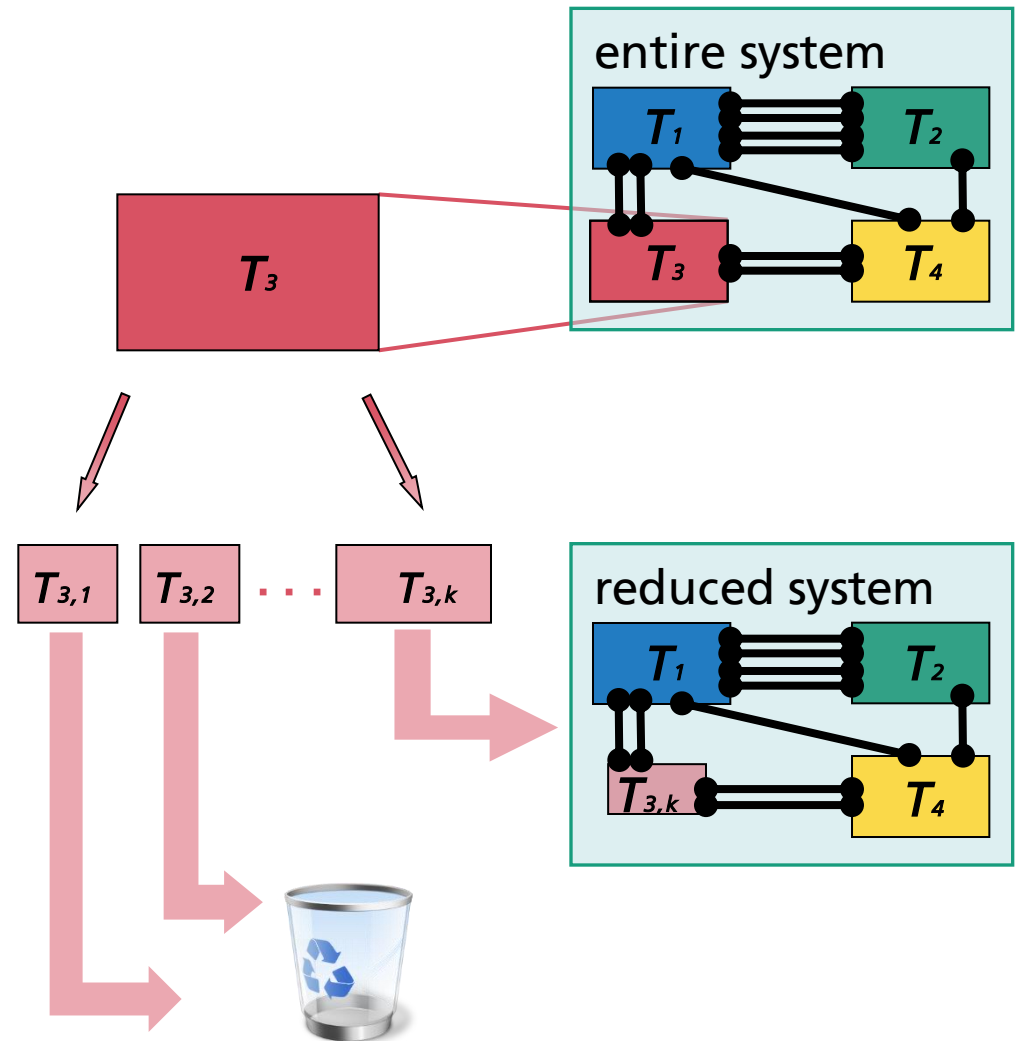 entire system
T1
T2
T3
T4
T3
T3,1
T3,2
. . .
T3,k
reduced system
T1
T2
T3,k
T4